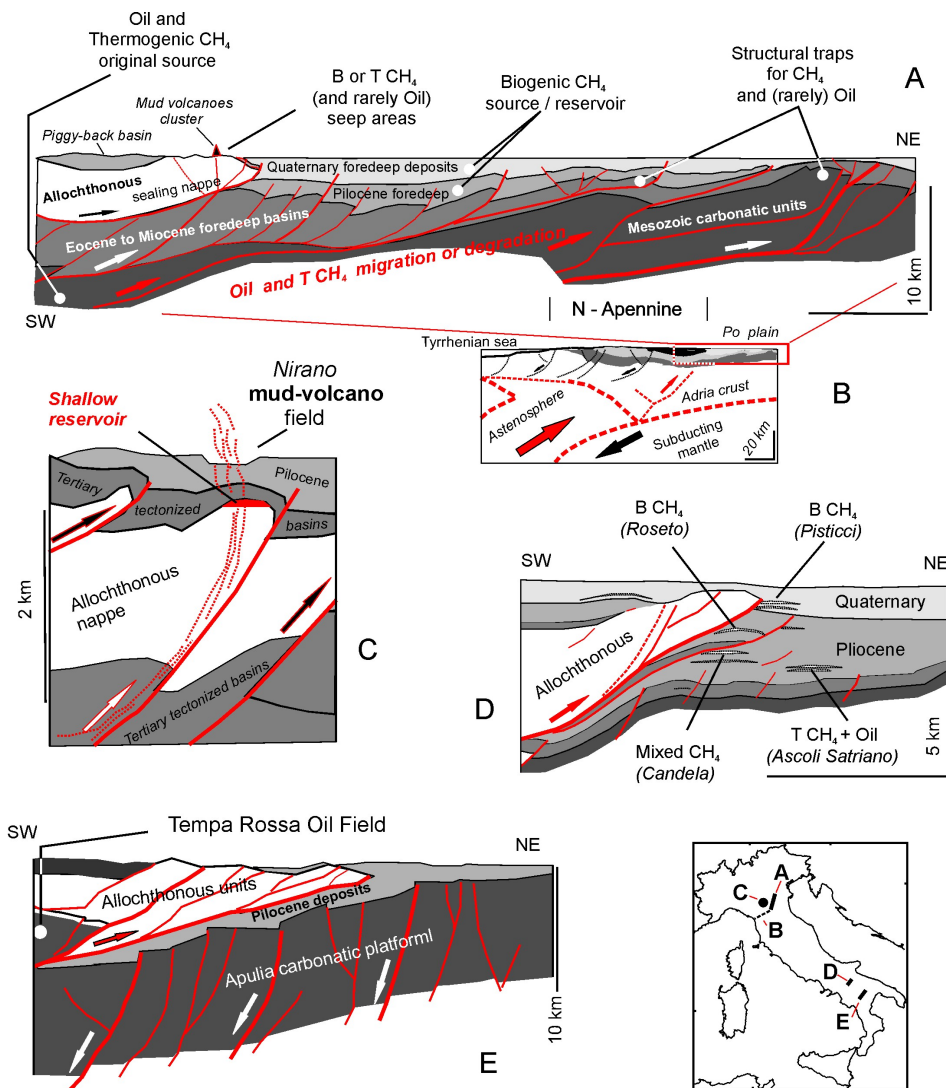 Oil and
Thermogenic CH₄
original source
B or T CH₄
(and rarely Oil)
seep areas
Biogenic CH₄
source / reservoir
Structural traps
for CH₄
and (rarely) Oil
A
Mud volcanoes
cluster
Piggy-back basin
NE
Quaternary foredeep deposits
Allochthonous
sealing nappe
Pilocene foredeep
Eocene to Miocene foredeep basins
Mesozoic carbonatic units
Oil and T CH₄ migration or degradation
10 km
SW
N - Apennine
Po plain
Tyrrhenian sea
Astenosphere
Adria crust
Subducting
mantle
20 km
B
Nirano
mud-volcano
field
Shallow
reservoir
Tertiary
tectonized
Pilocene
basins
2 km
Allochthonous
nappe
C
Tertiary tectonized basins
B CH₄
(Roseto)
B CH₄
(Pisticci)
SW
NE
Quaternary
Allochthonous
Pliocene
D
Mixed CH₄
(Candela)
T CH₄ + Oil
(Ascoli Satriano)
5 km
SW
Tempa Rossa Oil Field
NE
Allochthonous units
Pilocene deposits
Apulia carbonatic platforml
10 km
E
A
C
B
D
E